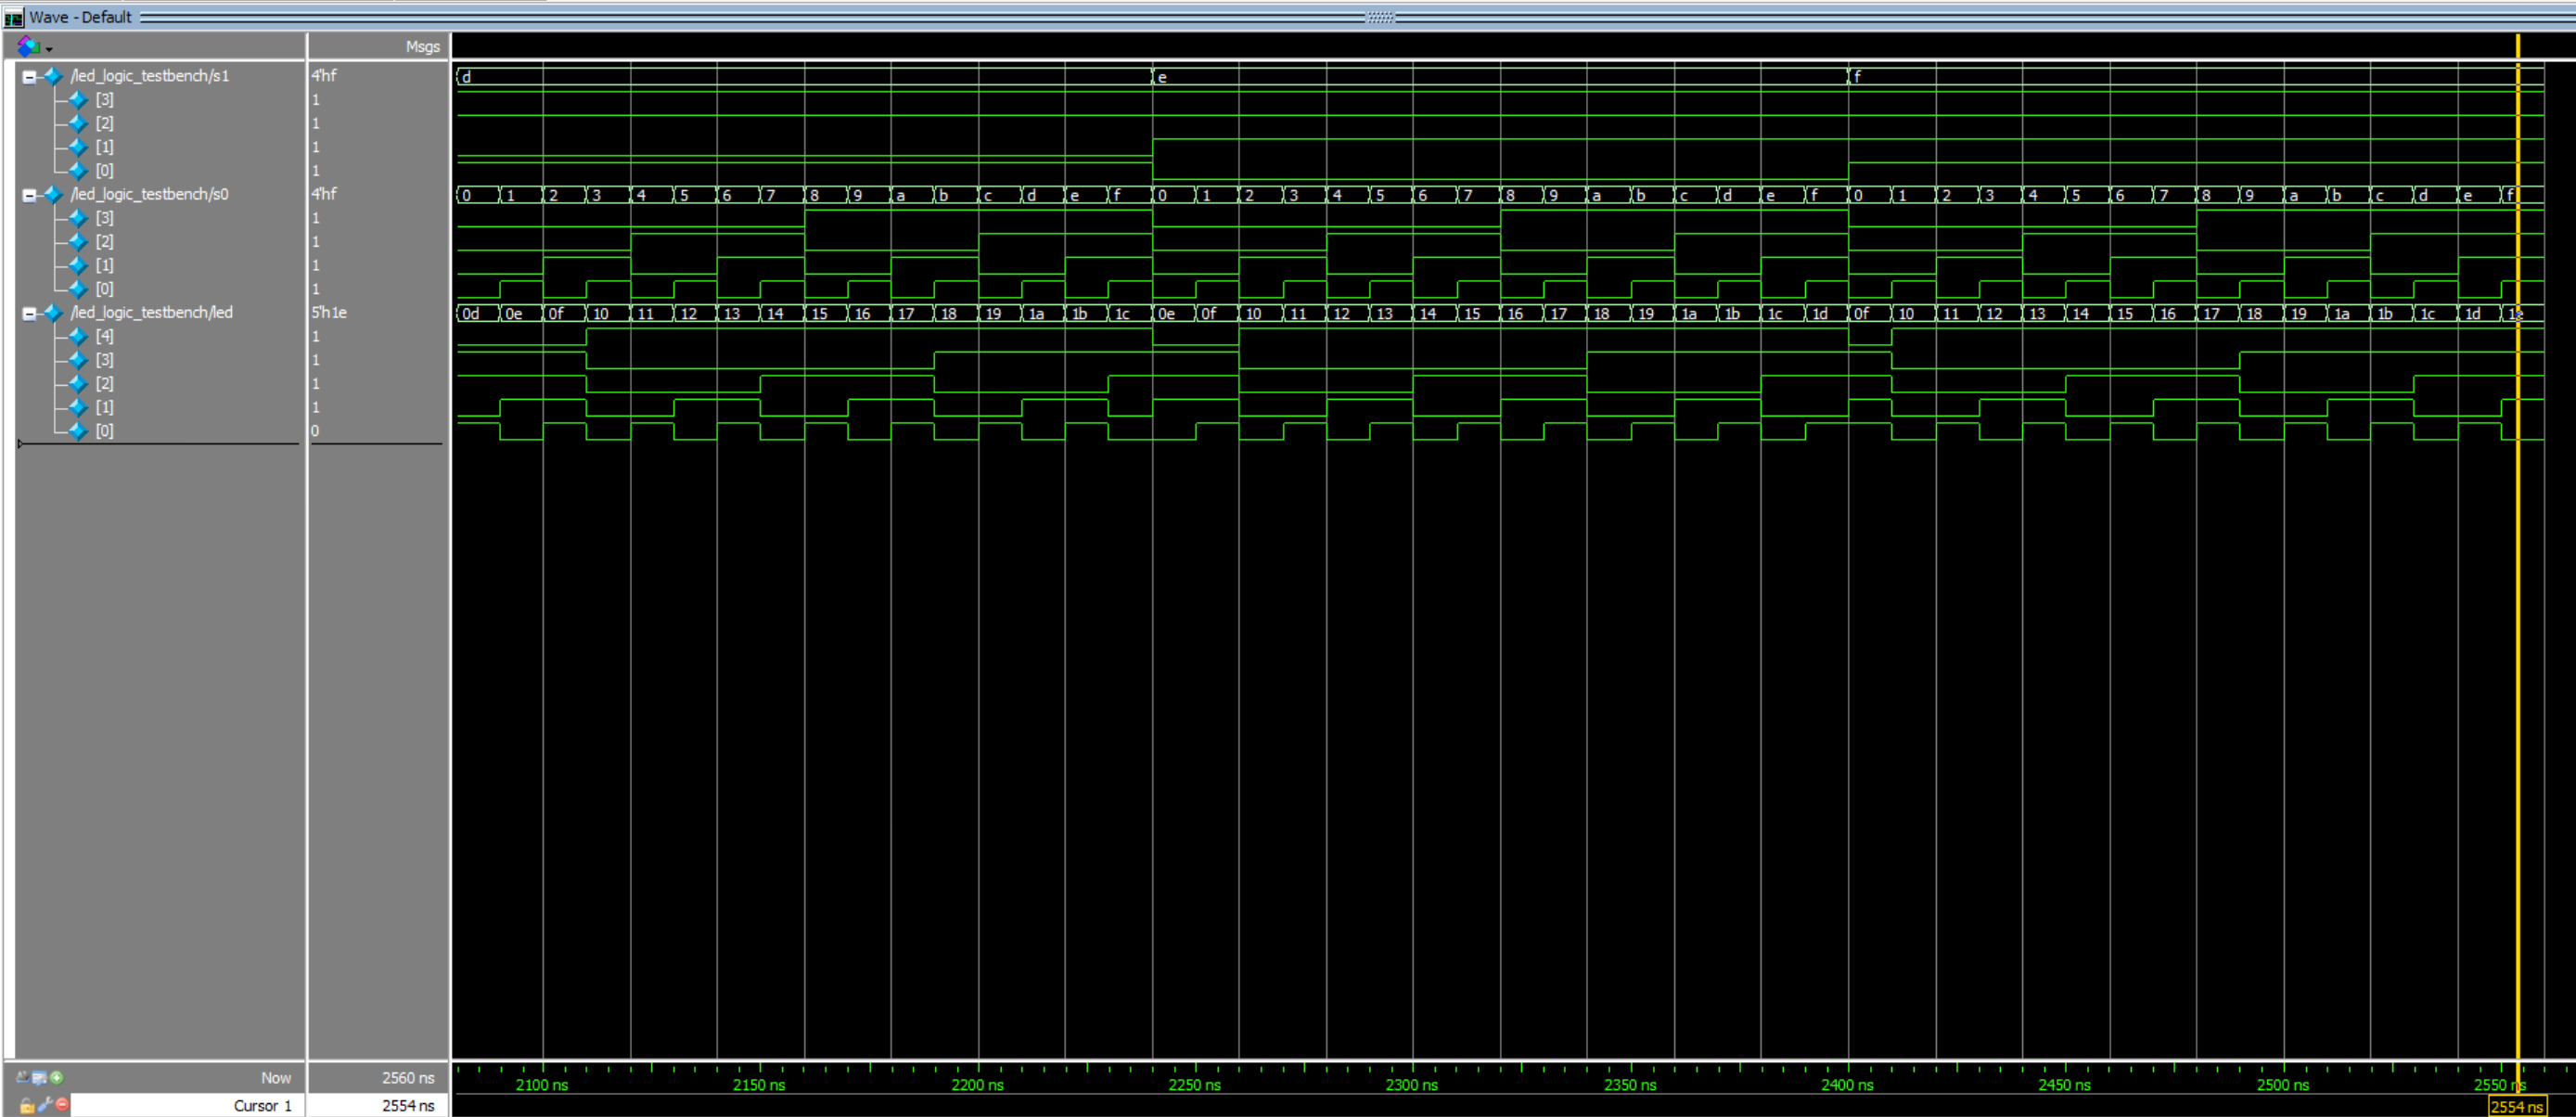 Wave - Default
Msgs
/led_logic_testbench/s1 4'hf d e f
[3] 1
[2] 1
[1] 1
[0] 1
/led_logic_testbench/s0 4'hf 0 1 2 3 4 5 6 7 8 9 a b c d e f 0 1 2 3 4 5 6 7 8 9 a b c d e f 0 1 2 3 4 5 6 7 8 9 a b c d e f
[3] 1
[2] 1
[1] 1
[0] 1
/led_logic_testbench/led 5'h1e 0d 0e 0f 10 11 12 13 14 15 16 17 18 19 1a 1b 1c 0e 0f 10 11 12 13 14 15 16 17 18 19 1a 1b 1c 1d 0f 10 11 12 13 14 15 16 17 18 19 1a 1b 1c 1d 1e
[4] 1
[3] 1
[2] 1
[1] 1
[0] 0
Now 2560 ns 2100 ns 2150 ns 2200 ns 2250 ns 2300 ns 2350 ns 2400 ns 2450 ns 2500 ns 2550 ns
Cursor 1 2554 ns 2554 ns